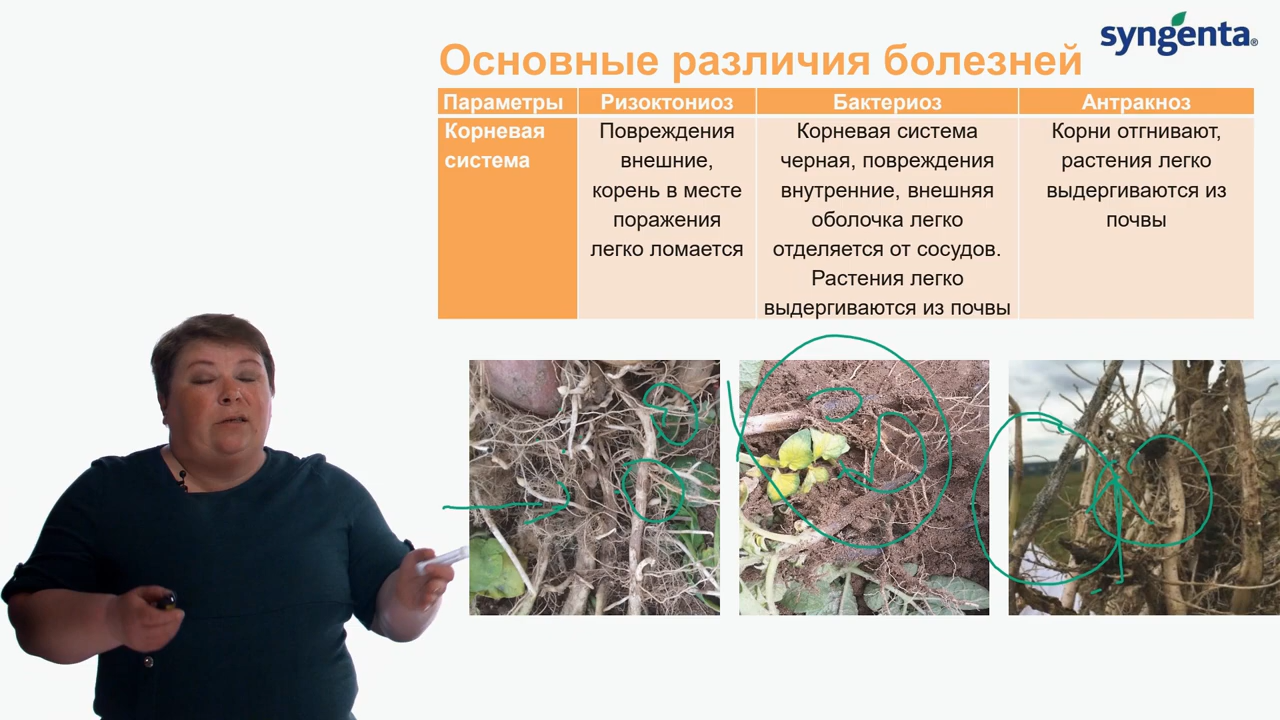 syngenta®
Основные различия болезней
Параметры
Ризоктониоз
Бактериоз
Антракноз
Корневая
система
Повреждения
внешние,
корень в месте
поражения
легко ломается
Корневая система
черная, повреждения
внутренние, внешняя
оболочка легко
отделяется от сосудов.
Растения легко
выдергиваются из почвы
Корни отгнивают,
растения легко
выдергиваются из
почвы